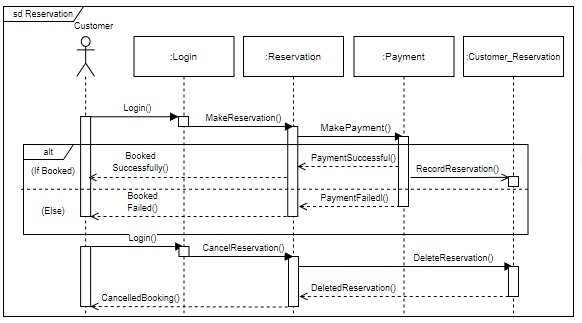 sd Reservation
Customer
:Login
:Reservation
:Payment
:Customer_Reservation
Login()
MakeReservation()
MakePayment()
alt
(If Booked)
Booked
Successfully()
PaymentSuccessful()
RecordReservation()
(Else)
Booked
Failed()
PaymentFailedl()
Login()
CancelReservation()
DeleteReservation()
DeletedReservation()
CancelledBooking()